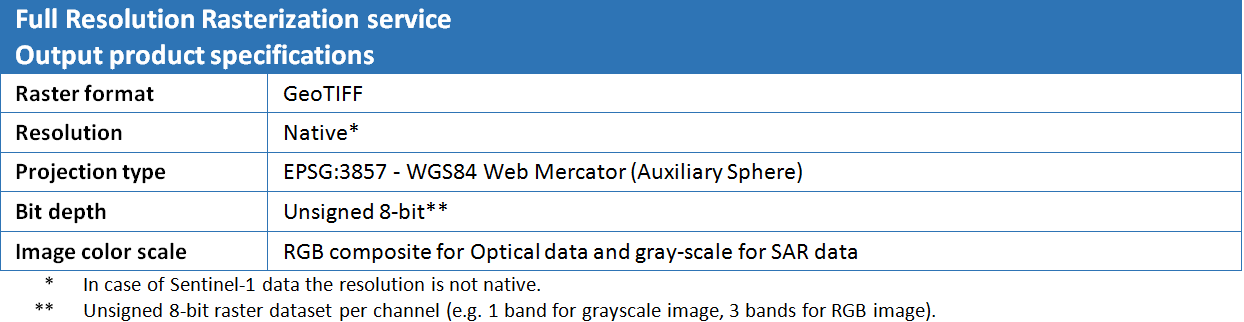 Full Resolution Rasterization service
Output product specifications
Raster format GeoTIFF
Resolution Native*
Projection type EPSG:3857 - WGS84 Web Mercator (Auxiliary Sphere)
Bit depth Unsigned 8-bit**
Image color scale RGB composite for Optical data and gray-scale for SAR data
* In case of Sentinel-1 data the resolution is not native.
** Unsigned 8-bit raster dataset per channel (e.g. 1 band for grayscale image, 3 bands for RGB image).